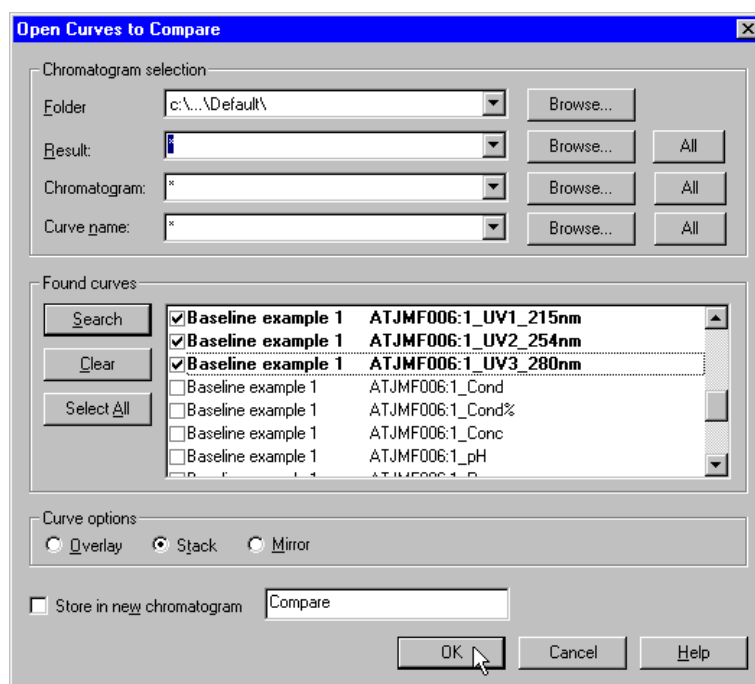 Open Curves to Compare
Chromatogram selection
Folder c:\...\Default\ Browse...
Result: * Browse... All
Chromatogram: * Browse... All
Curve name: * Browse... All
Found curves
Search Baseline example 1 ATJMF006:1_UV1_215nm
Baseline example 1 ATJMF006:1_UV2_254nm
Clear Baseline example 1 ATJMF006:1_UV3_280nm
Baseline example 1 ATJMF006:1_Cond
Select All Baseline example 1 ATJMF006:1_Cond%
Baseline example 1 ATJMF006:1_Conc
Baseline example 1 ATJMF006:1_pH
Baseline example 1
Curve options
Overlay Stack Mirror
Store in new chromatogram Compare
OK Cancel Help